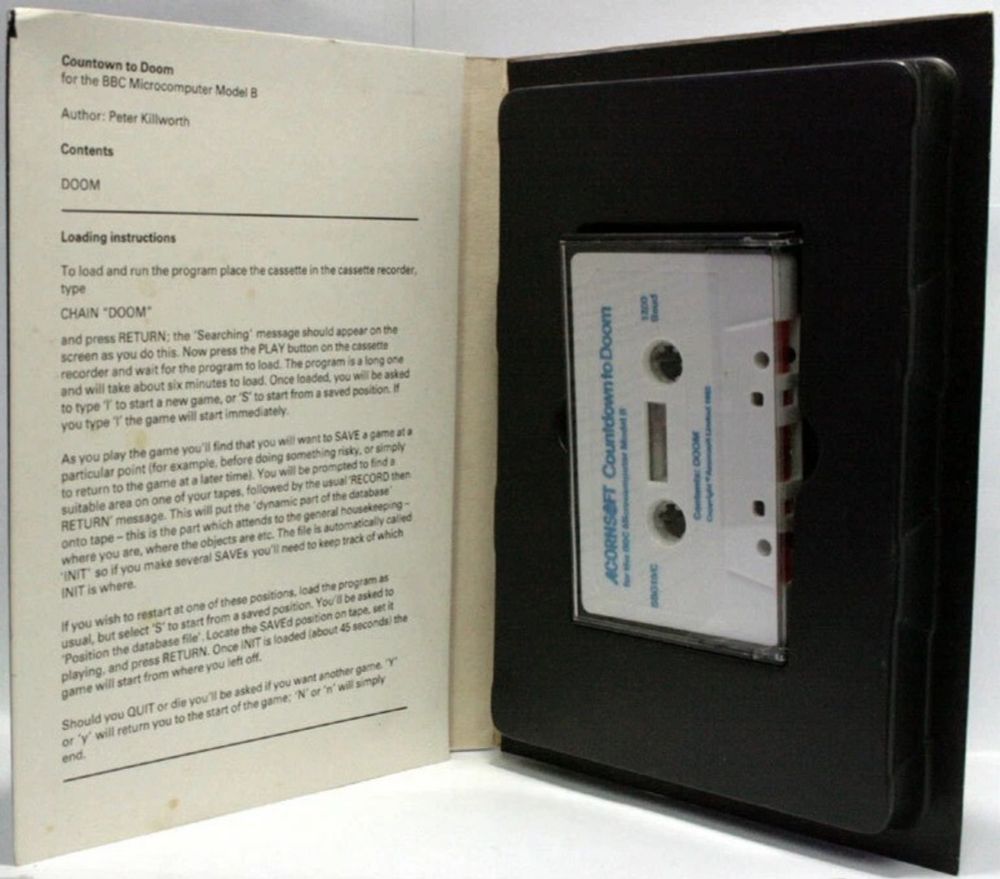 Countown to Doom
for the BBC Microcomputer Model B
Author: Peter Killworth
Contents
DOOM
Loading instructions
To load and run the program place the cassette in the cassette recorder,
type
CHAIN "DOOM"
and press RETURN; the 'Searching' message should appear on the
screen as you do this. Now press the PLAY button on the cassette
recorder and wait for the program to load. The program is a long one
and will take about six minutes to load. Once loaded, you will be asked
to type 'I' to start a new game, or 'S' to start from a saved position. If
you type 'I' the game will start immediately.
As you play the game you'll find that you will want to SAVE a game at a
particular point (for example, before doing something risky, or simply
to return to the game at a later time). You will be prompted to find a
suitable area on one of your tapes, followed by the usual 'RECORD then
RETURN' message. This will put the 'dynamic part of the database'
onto tape – this is the part which attends to the general housekeeping –
where you are, where the objects are etc. The file is automatically called
'INIT' so if you make several SAVEs you'll need to keep track of which
INIT is where.
If you wish to restart at one of these positions, load the program as
usual, but select 'S' to start from a saved position. You'll be asked to
'Position the database file'. Locate the SAVEd position on tape, set it
playing, and press RETURN. Once INIT is loaded (about 45 seconds) the
game will start from where you left off.
Should you QUIT or die you'll be asked if you want another game. 'Y'
or 'y' will return you to the start of the game; 'N' or 'n' will simply
end.
ACORNSOFT Countdown to Doom
for the BBC Microcomputer Model B
1200
Baud
Contents: DOOM
Copyright © Acornsoft Limited